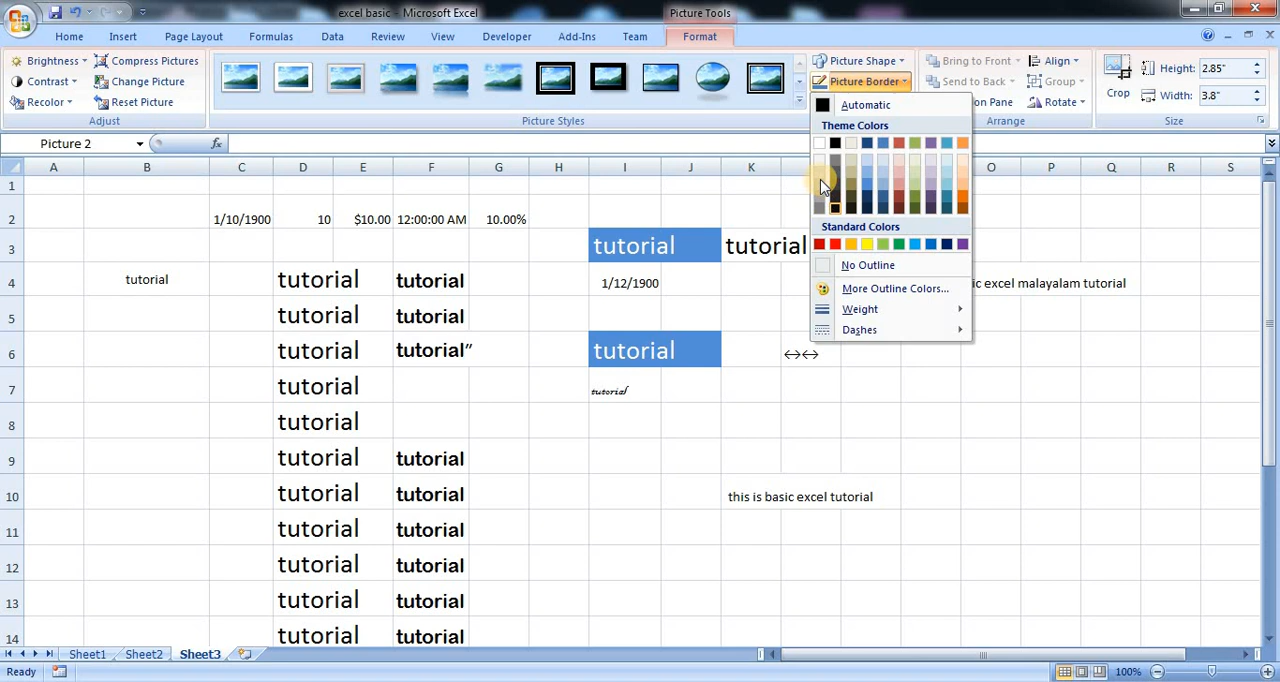 excel basic - Microsoft Excel
Picture Tools
Home Insert Page Layout Formulas Data Review View Developer Add-Ins Team Format
Brightness Compress Pictures Picture Shape Bring to Front Align Height: 2.85"
Contrast Change Picture Picture Border Send to Back Group
Recolor Reset Picture on Pane Rotate Crop Width: 3.8"
Adjust Picture Styles Arrange Size
Automatic
Theme Colors
Standard Colors
No Outline
More Outline Colors...
Weight
Dashes
Picture 2 fx
A B C D E F G H I J K O P Q R S
1
2 1/10/1900 10 $10.00 12:00:00 AM 10.00%
3 tutorial tutorial
4 tutorial tutorial tutorial 1/12/1900 ic excel malayalam tutorial
5 tutorial tutorial
6 tutorial tutorial” tutorial ↔↔
7 tutorial tutorial
8 tutorial
9 tutorial tutorial
10 tutorial tutorial this is basic excel tutorial
11 tutorial tutorial
12 tutorial tutorial
13 tutorial tutorial
14 tutorial tutorial
Sheet1 Sheet2 Sheet3
Ready 100%